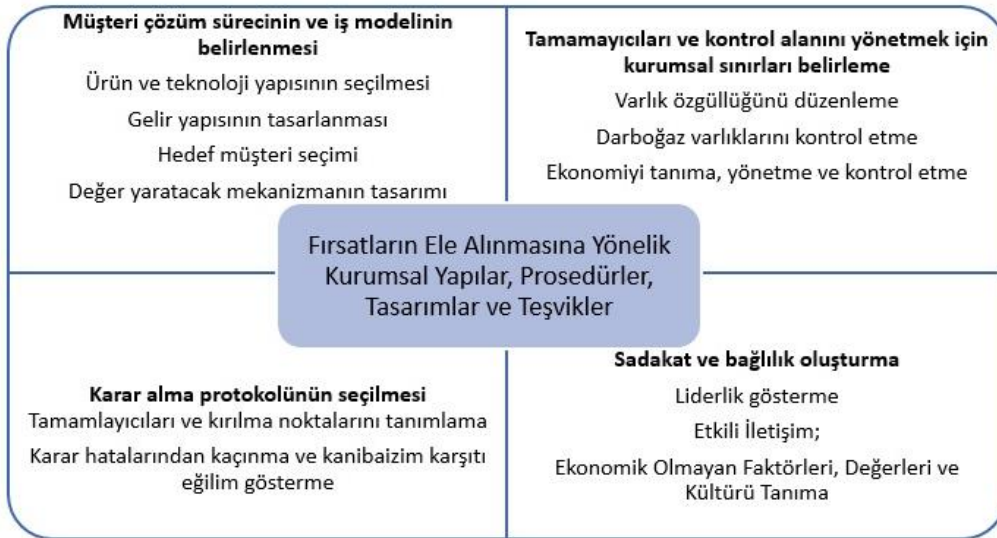 Müşteri çözüm sürecinin ve iş modelinin
belirlenmesi
Ürün ve teknoloji yapısının seçilmesi
Gelir yapısının tasarlanması
Hedef müşteri seçimi
Değer yaratacak mekanizmanın tasarımı
Tamamayıcıları ve kontrol alanını yönetmek için
kurumsal sınırları belirleme
Varlık özgüllüğünü düzenleme
Darboğaz varlıklarını kontrol etme
Ekonomiyi tanıma, yönetme ve kontrol etme
Fırsatların Ele Alınmasına Yönelik
Kurumsal Yapılar, Prosedürler,
Tasarımlar ve Teşvikler
Karar alma protokolünün seçilmesi
Tamamlayıcıları ve kırılma noktalarını tanımlama
Karar hatalarından kaçınma ve kanibaizim karşıtı
eğilim gösterme
Sadakat ve bağlılık oluşturma
Liderlik gösterme
Etkili İletişim;
Ekonomik Olmayan Faktörleri, Değerleri ve
Kültürü Tanıma